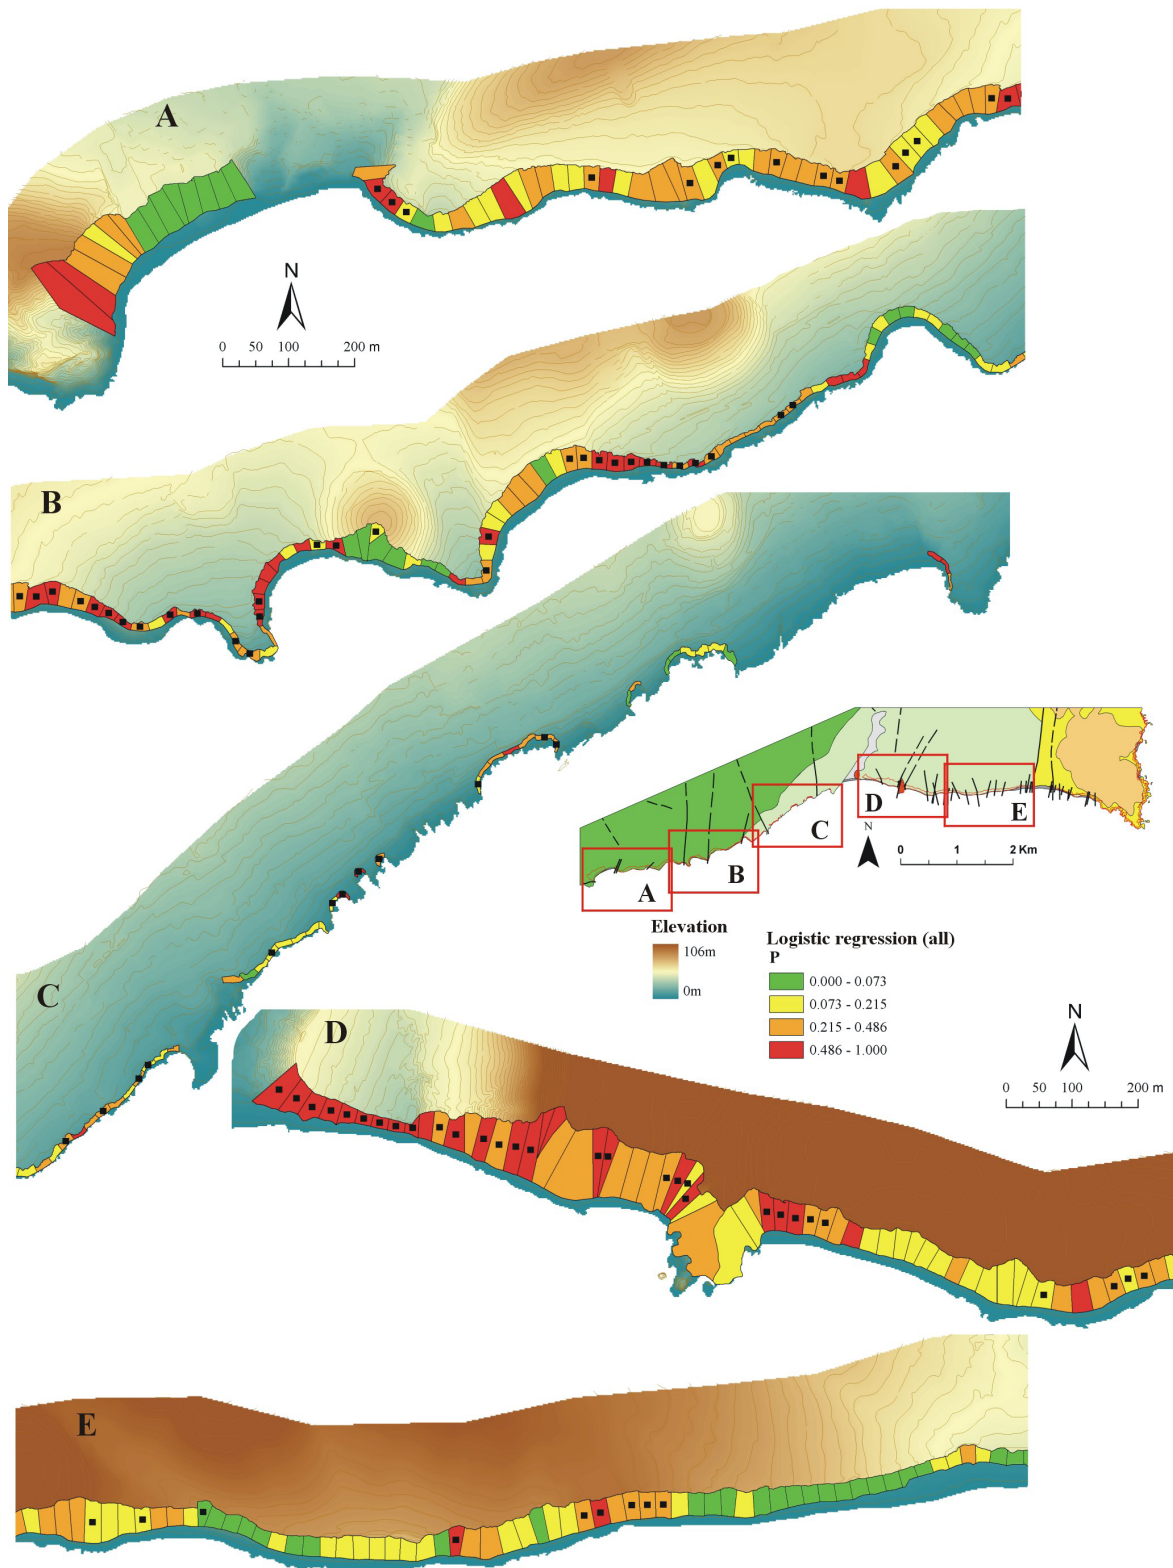 A
N
0 50 100 200 m
B
C
D
E
N
0 1 2 Km
A
B
C
D
E
Elevation
106m
0m
Logistic regression (all)
P
0.000 - 0.073
0.073 - 0.215
0.215 - 0.486
0.486 - 1.000
N
0 50 100 200 m